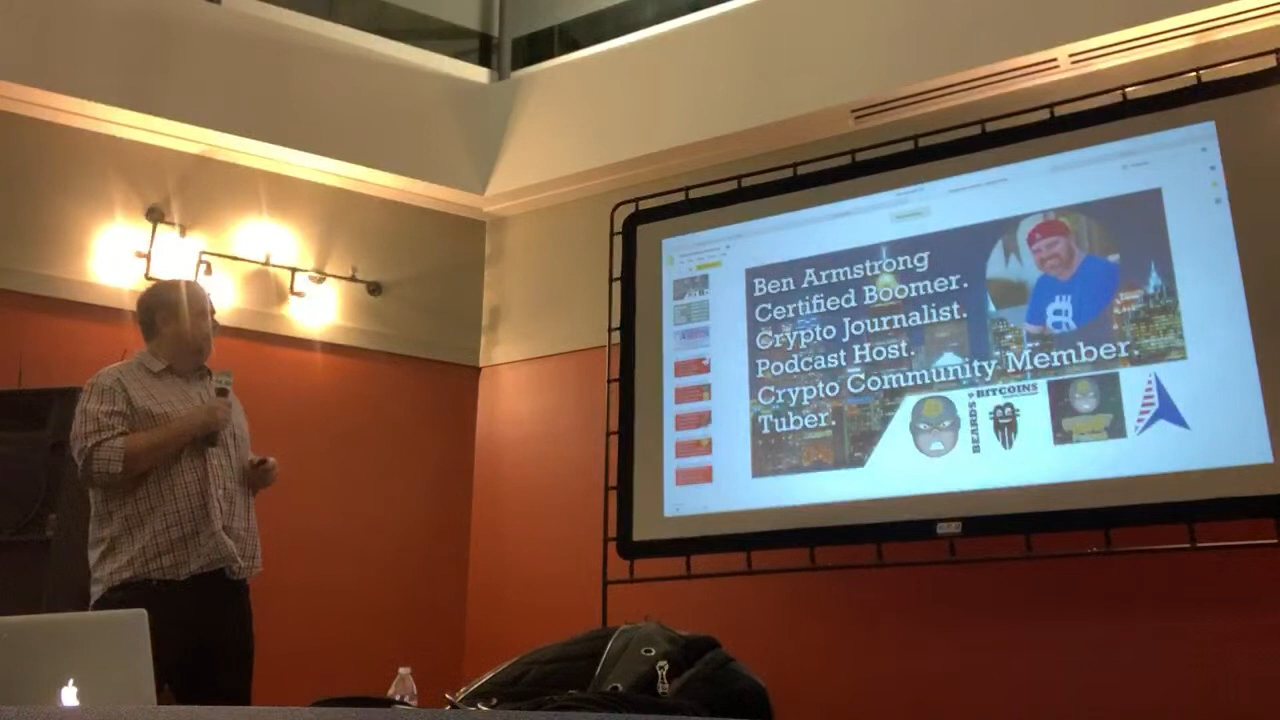 Ben Armstrong
Certified Boomer.
Crypto Journalist.
Podcast Host.
Crypto Community Member.
Tuber.
BEARDS & BITCOINS